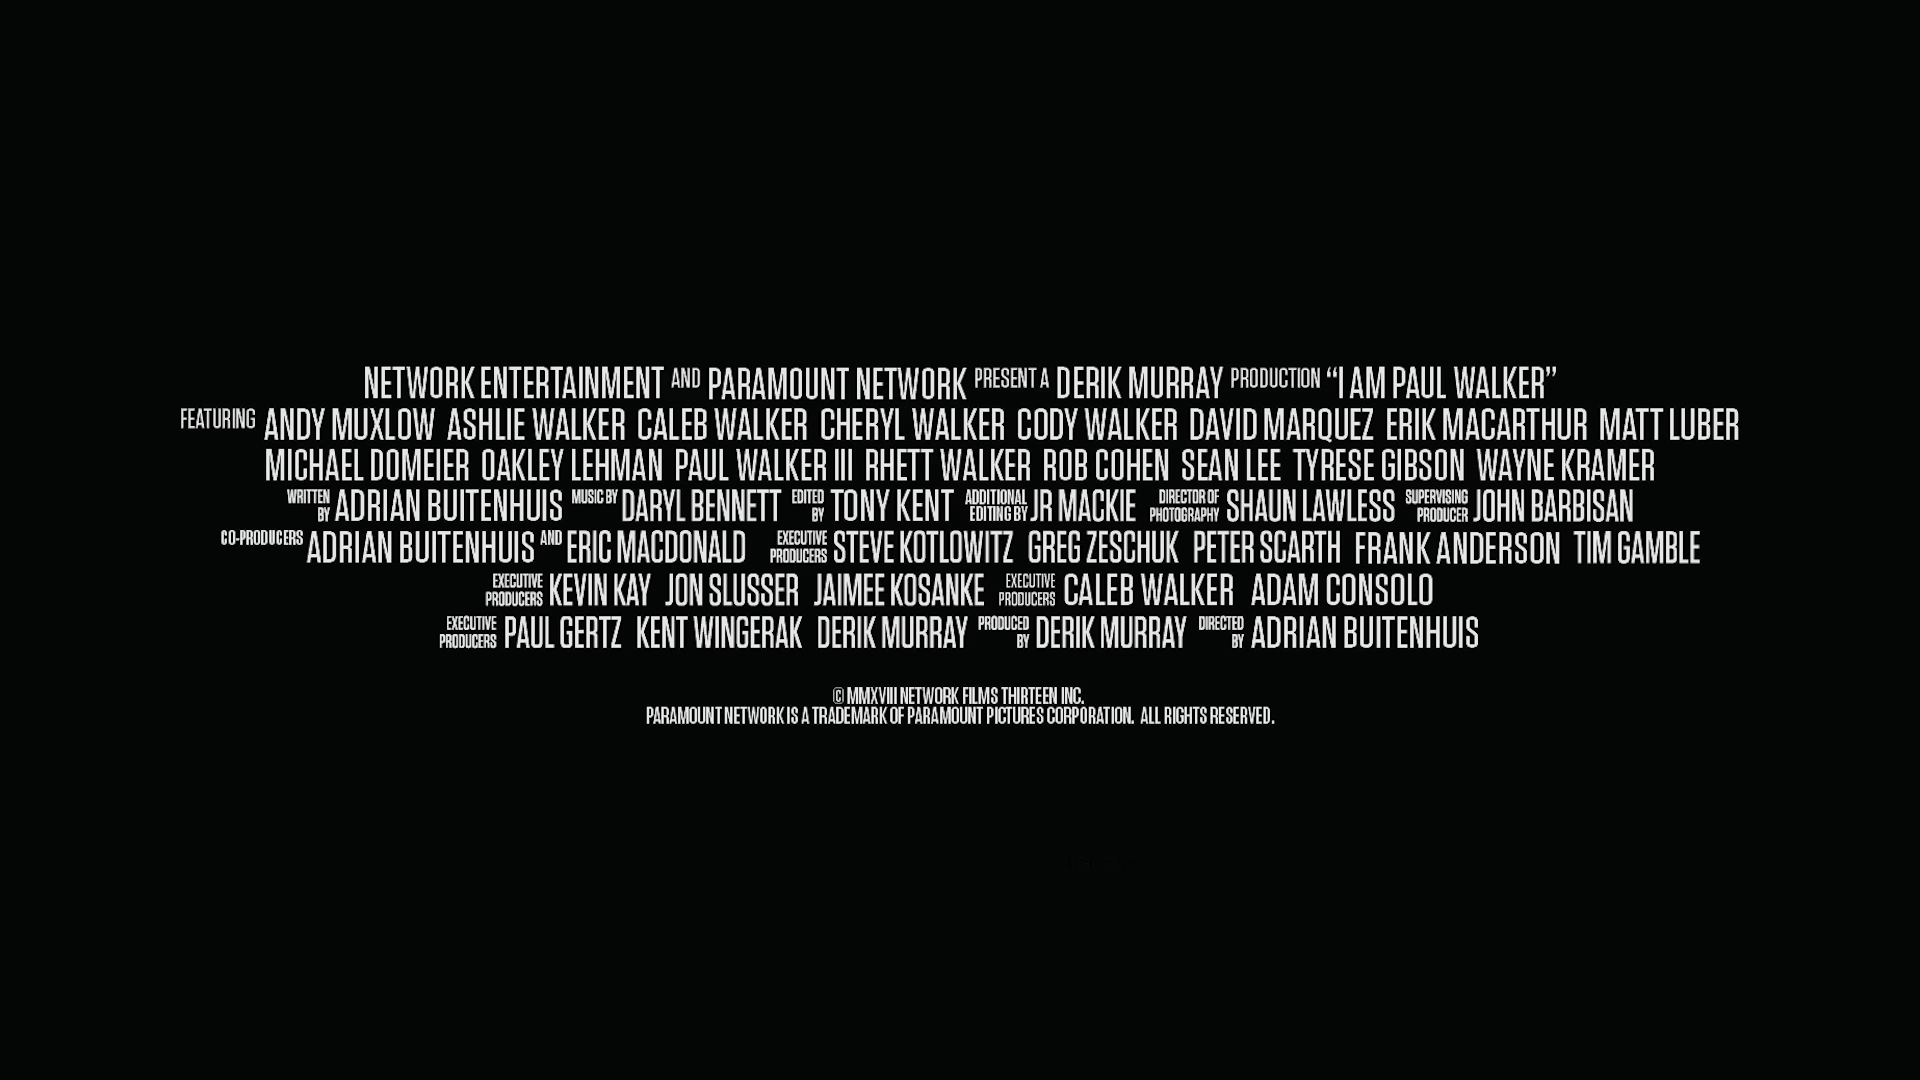 NETWORK ENTERTAINMENT AND PARAMOUNT NETWORK PRESENT A DERIK MURRAY PRODUCTION “I AM PAUL WALKER”
FEATURING ANDY MUXLOW ASHLIE WALKER CALEB WALKER CHERYL WALKER CODY WALKER DAVID MARQUEZ ERIK MACARTHUR MATT LUBER
MICHAEL DOMEIER OAKLEY LEHMAN PAUL WALKER III RHETT WALKER ROB COHEN SEAN LEE TYRESE GIBSON WAYNE KRAMER
WRITTEN BY ADRIAN BUITENHUIS MUSIC BY DARYL BENNETT EDITED BY TONY KENT ADDITIONAL EDITING BY JR MACKIE DIRECTOR OF PHOTOGRAPHY SHAUN LAWLESS SUPERVISING PRODUCER JOHN BARBISAN
CO-PRODUCERS ADRIAN BUITENHUIS AND ERIC MACDONALD EXECUTIVE PRODUCERS STEVE KOTLOWITZ GREG ZESCHUK PETER SCARTH FRANK ANDERSON TIM GAMBLE
EXECUTIVE PRODUCERS KEVIN KAY JON SLUSSER JAIMEE KOSANKE EXECUTIVE PRODUCERS CALEB WALKER ADAM CONSOLO
EXECUTIVE PRODUCERS PAUL GERTZ KENT WINGERAK DERIK MURRAY PRODUCED BY DERIK MURRAY DIRECTED BY ADRIAN BUITENHUIS
© MMXVIII NETWORK FILMS THIRTEEN INC.
PARAMOUNT NETWORK IS A TRADEMARK OF PARAMOUNT PICTURES CORPORATION. ALL RIGHTS RESERVED.